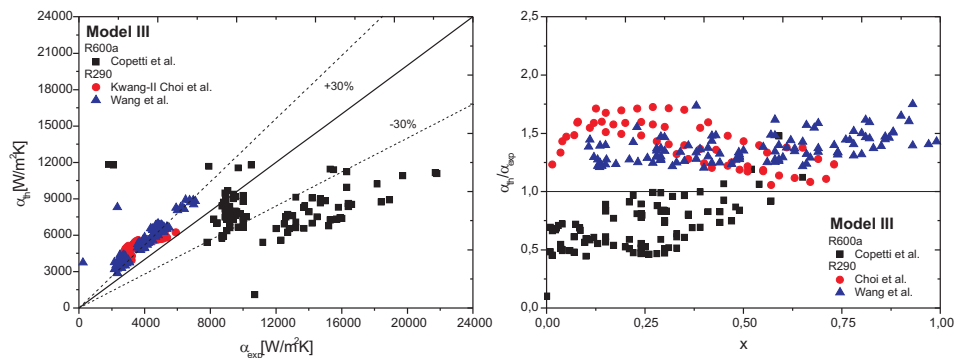 Model III
R600a
Copetti et al.
R290
Kwang-II Choi et al.
Wang et al.
+30%
-30%
24000
21000
18000
15000
12000
9000
6000
3000
0
0 4000 8000 12000 16000 20000 24000
α_th [W/m²K]
α_exp [W/m²K]
2,5
2,0
1,5
1,0
0,5
0,0
0,00 0,25 0,50 0,75 1,00
α_th/α_exp
x
Model III
R600a
Copetti et al.
R290
Choi et al.
Wang et al.